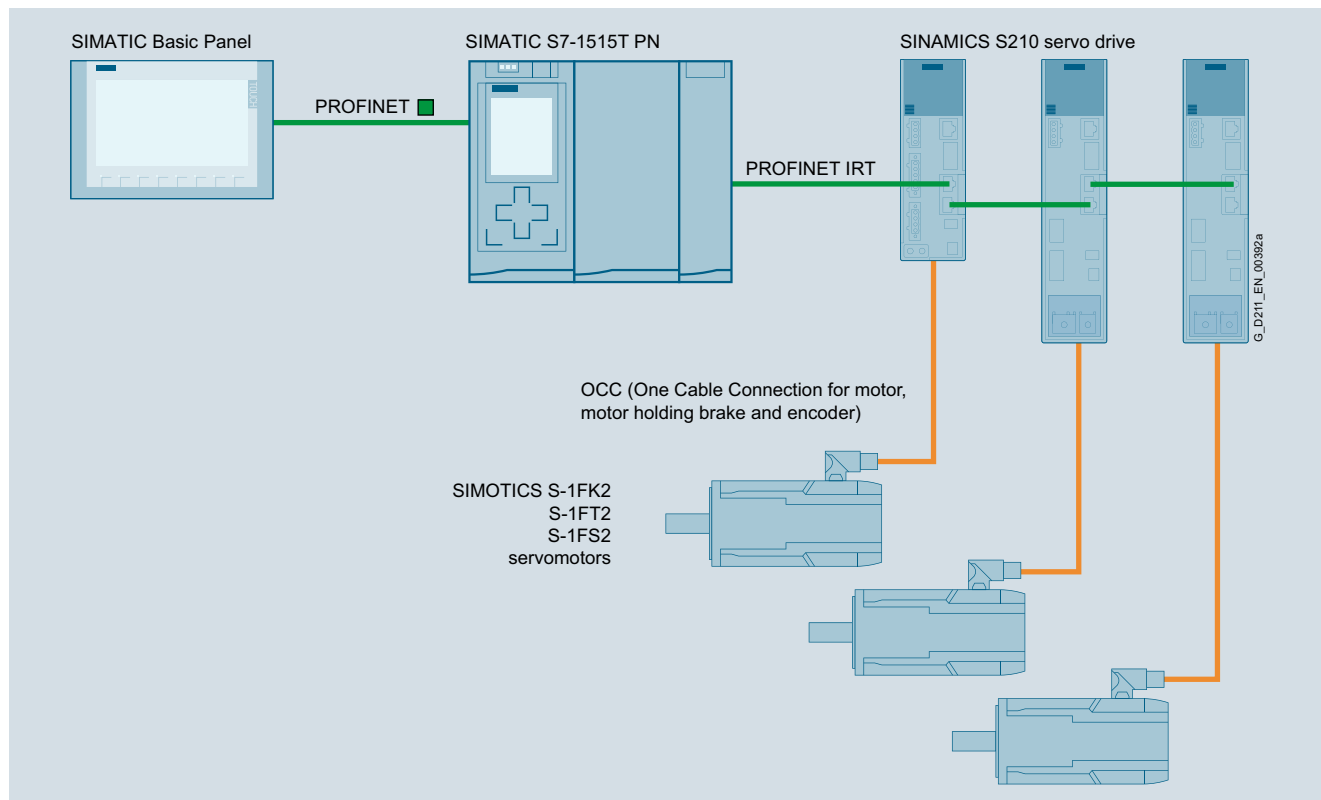 SIMATIC Basic Panel
SIMATIC S7-1515T PN
SINAMICS S210 servo drive
TOUCH
PROFINET
PROFINET IRT
G_D211_EN_00392a
OCC (One Cable Connection for motor,
motor holding brake and encoder)
SIMOTICS S-1FK2
S-1FT2
S-1FS2
servomotors